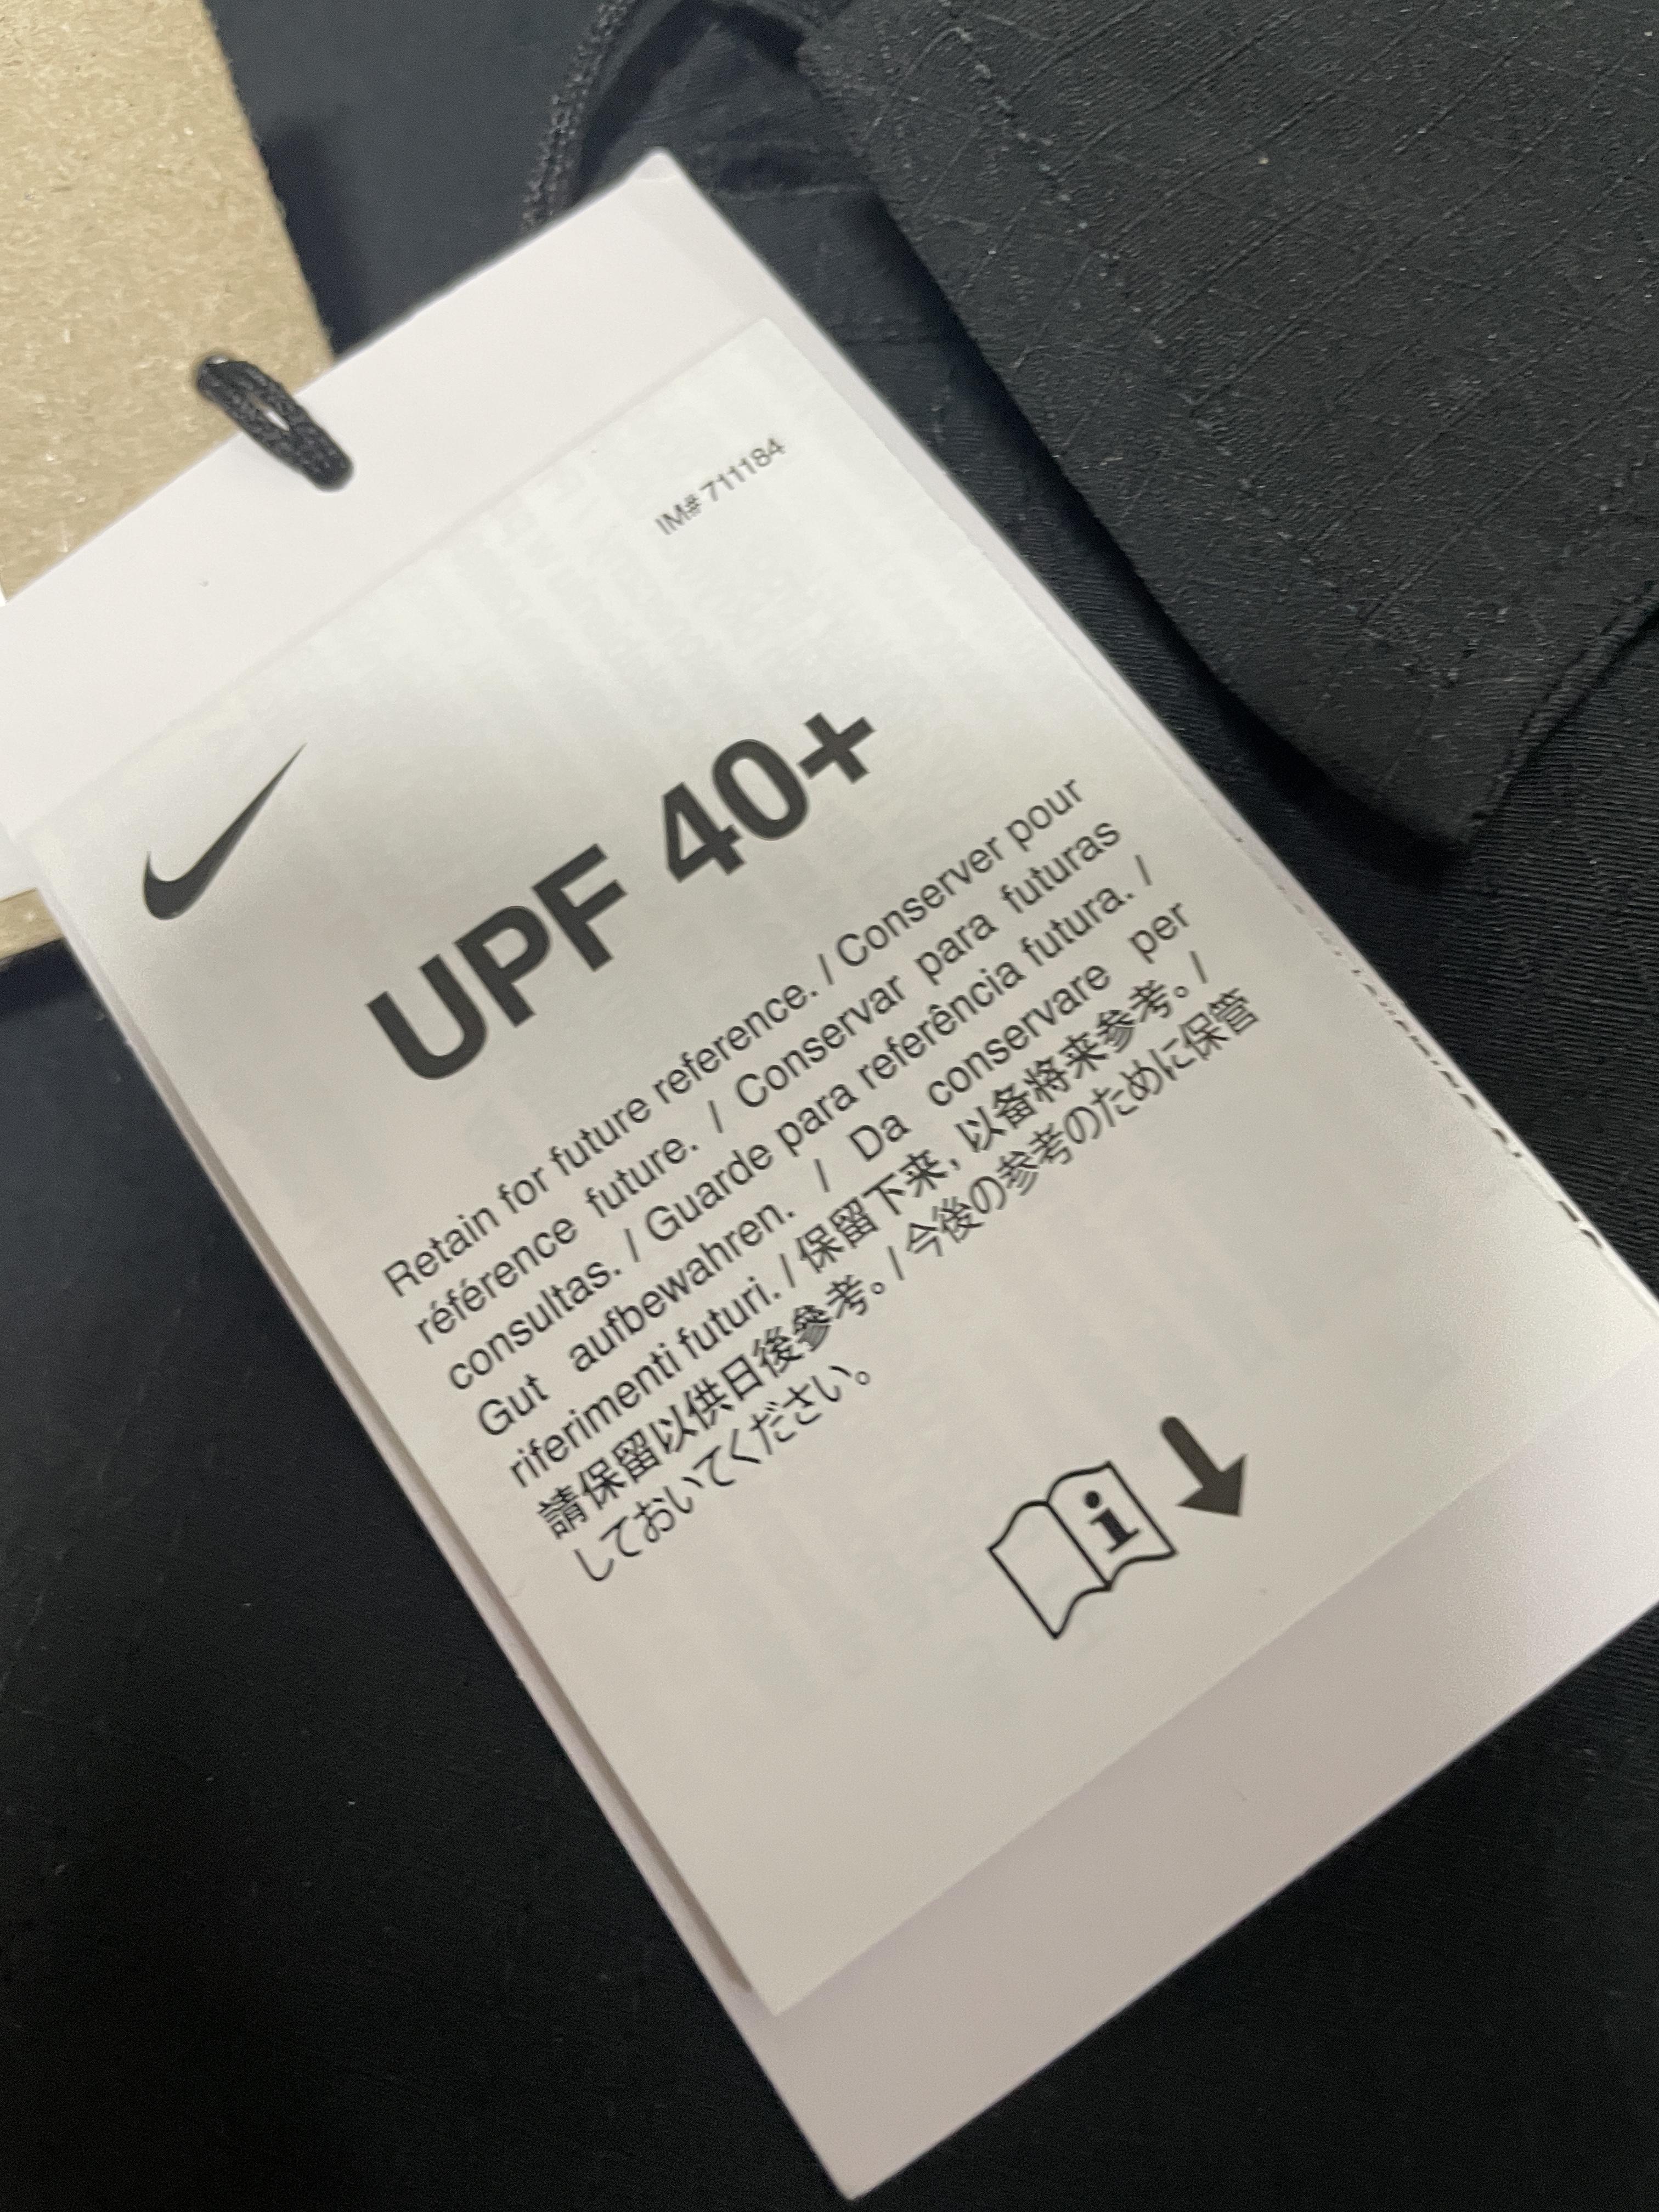 IM# 711184
UPF 40+
Retain for future reference. / Conserver pour
référence future. / Conservar para futuras
consultas. / Guarde para referência futura. /
Gut aufbewahren. / Da conservare per
riferimenti futuri. / 保留下来, 以备将来参考。 /
請保留以供日後參考。 / 今後の参考のために保管
しておいてください。
i